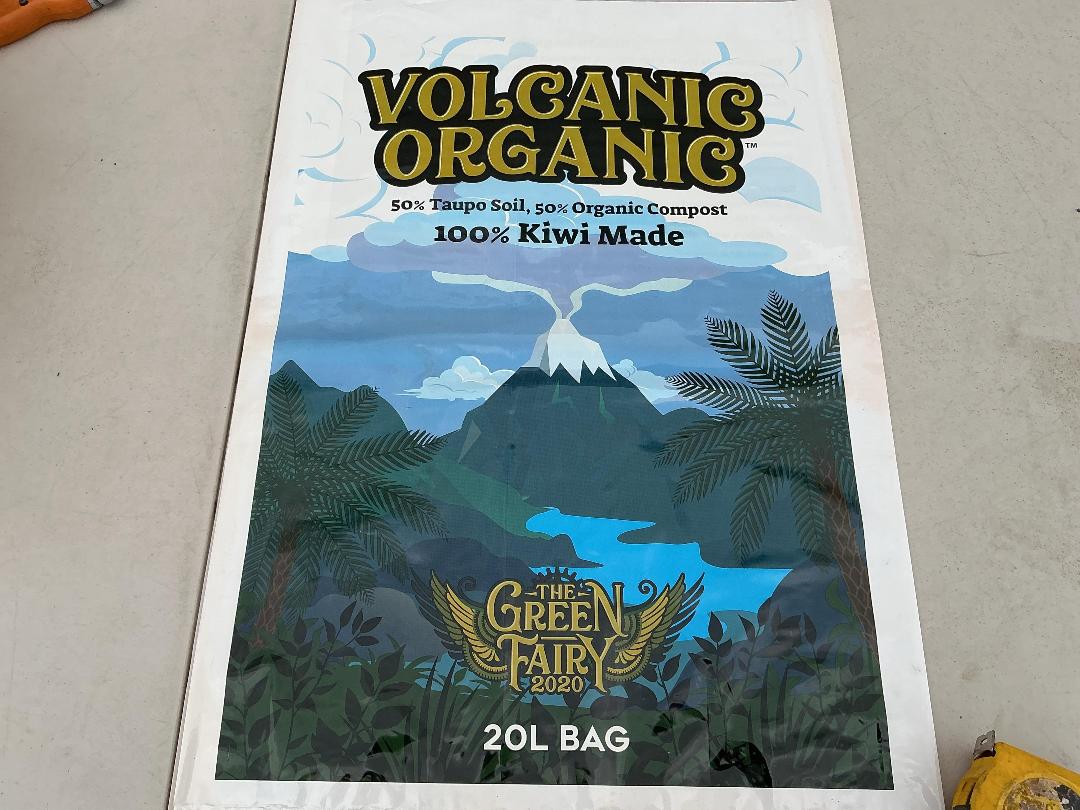 VOLCANIC
ORGANIC™
50% Taupo Soil, 50% Organic Compost
100% Kiwi Made
THE
GREEN
FAIRY
2020
20L BAG